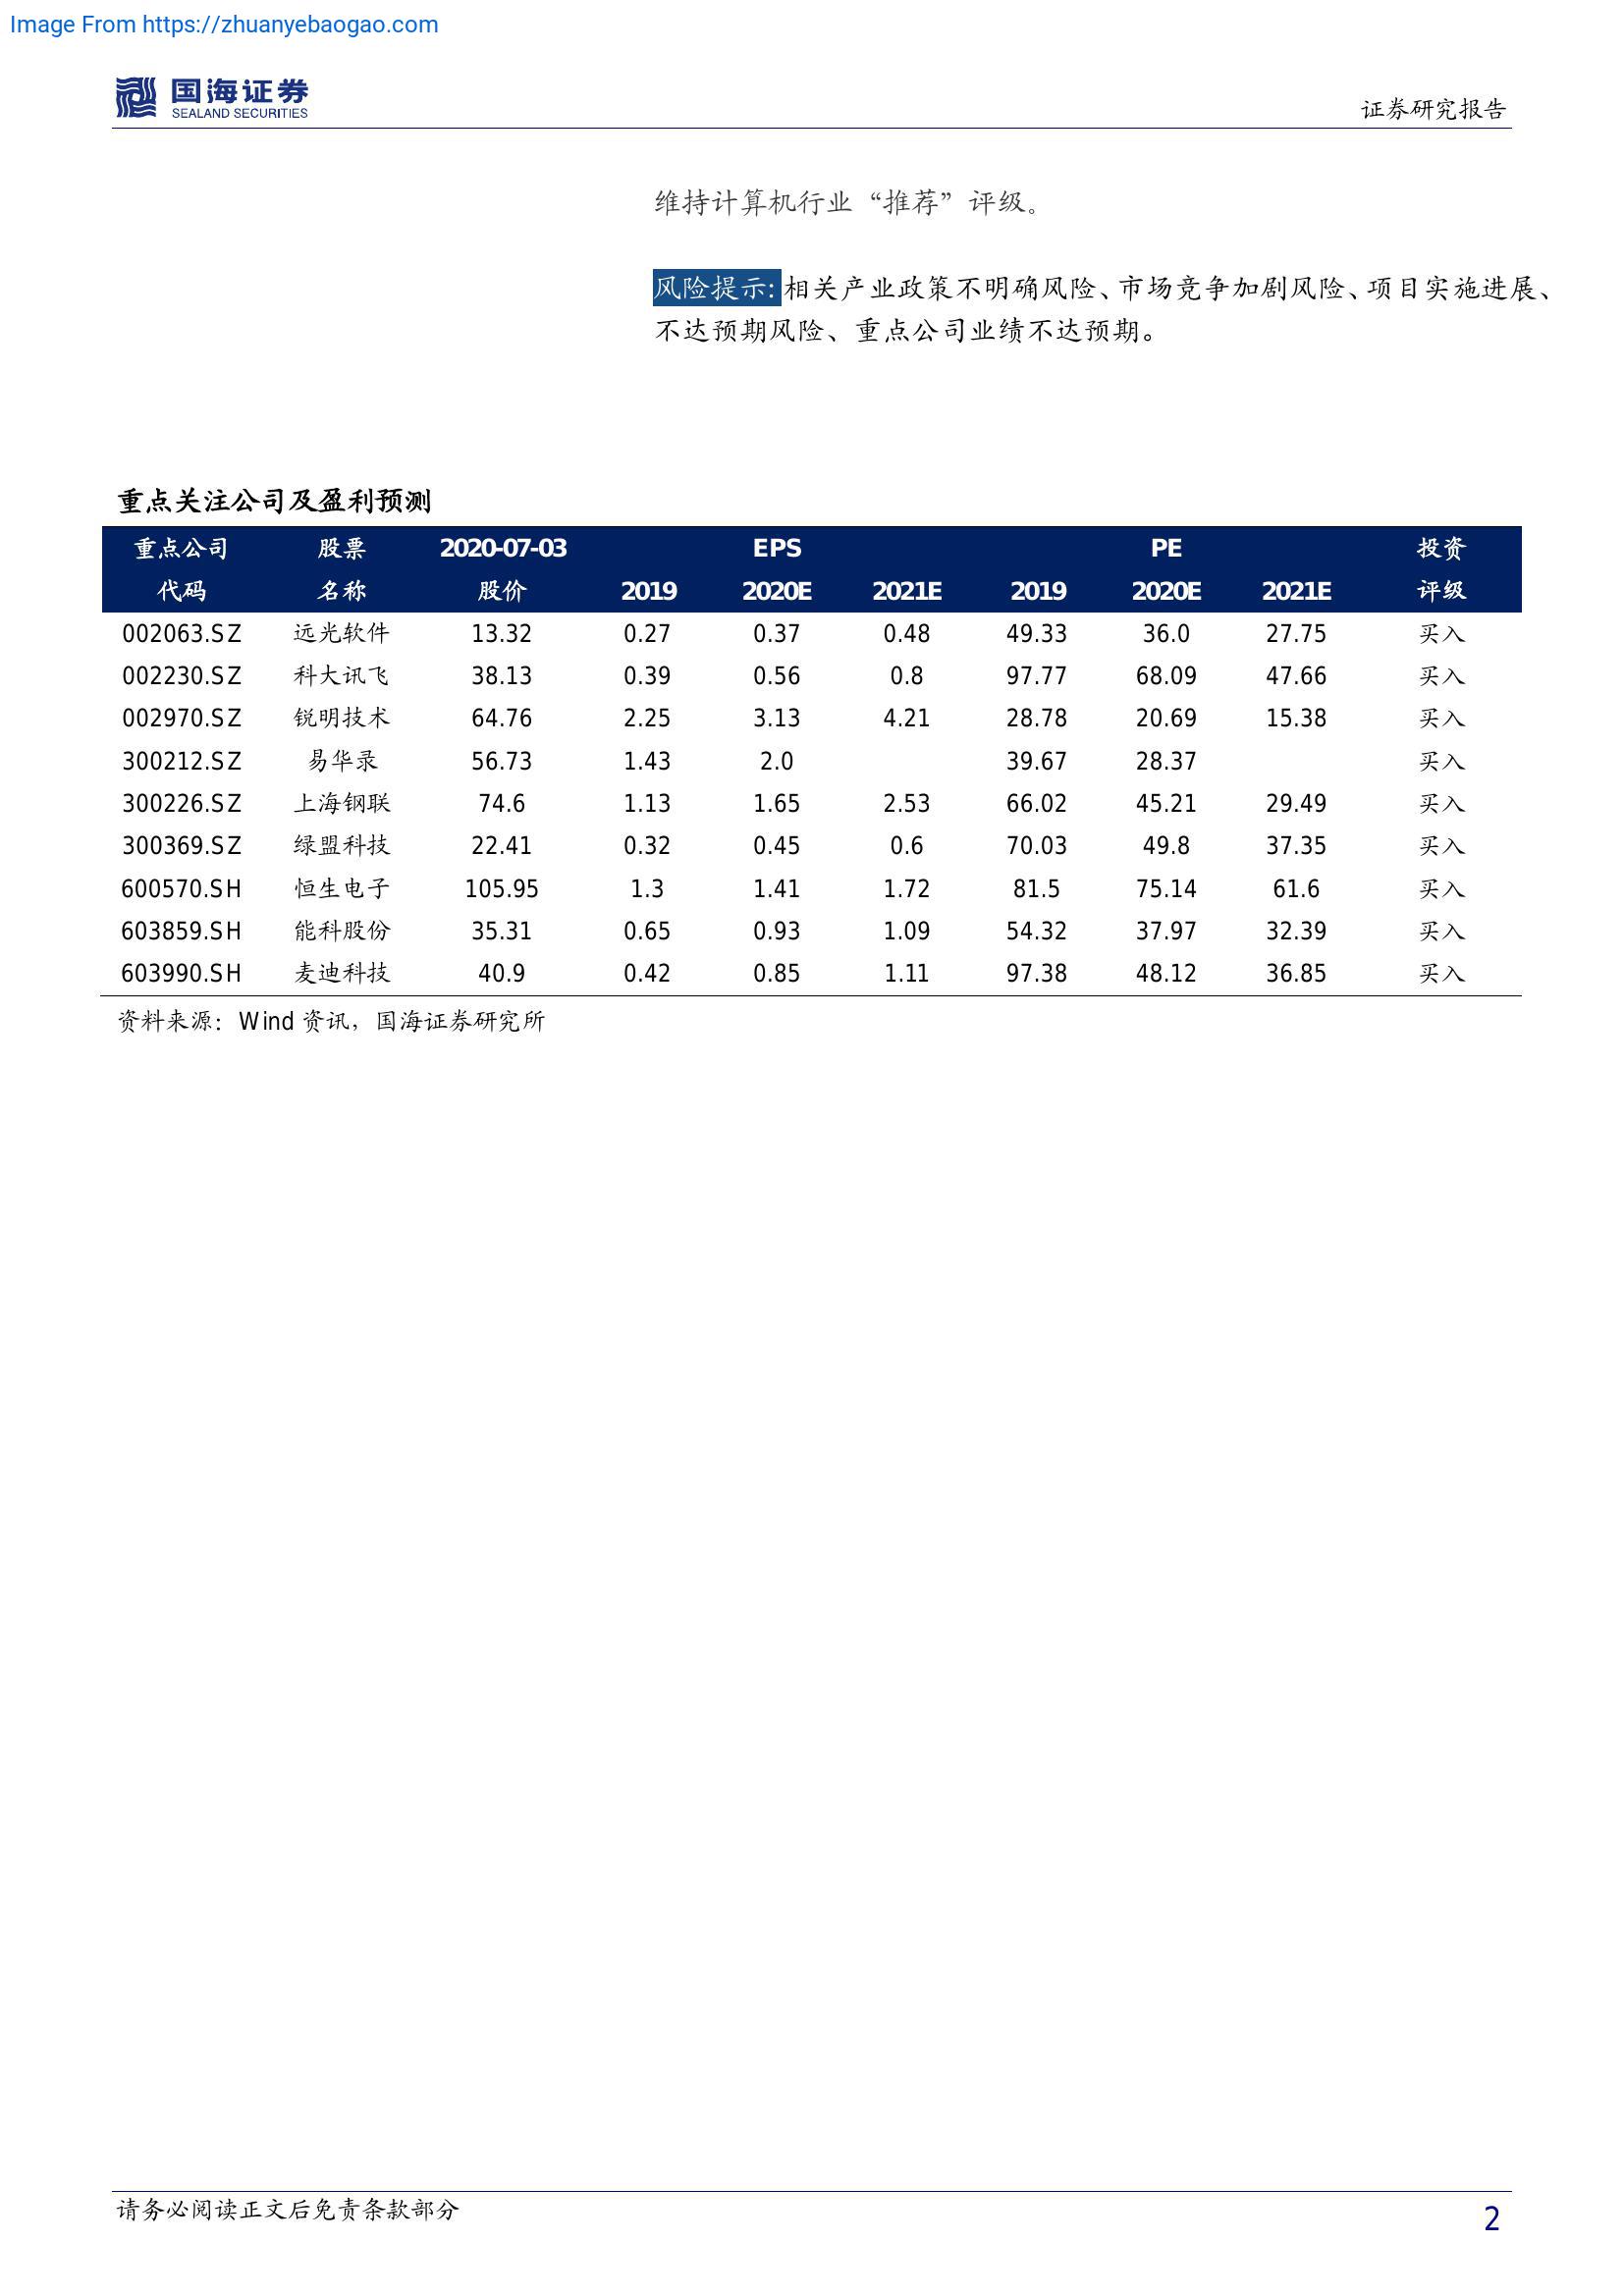 Image From https://zhuanyebaogao.com
国海证券
SEALAND SECURITIES
证券研究报告
维持计算机行业“推荐”评级。
风险提示:相关产业政策不明确风险、市场竞争加剧风险、项目实施进展、
不达预期风险、重点公司业绩不达预期。
重点关注公司及盈利预测
重点公司 股票 2020-07-03 EPS PE 投资
代码 名称 股价 2019 2020E 2021E 2019 2020E 2021E 评级
002063.SZ 远光软件 13.32 0.27 0.37 0.48 49.33 36.0 27.75 买入
002230.SZ 科大讯飞 38.13 0.39 0.56 0.8 97.77 68.09 47.66 买入
002970.SZ 锐明技术 64.76 2.25 3.13 4.21 28.78 20.69 15.38 买入
300212.SZ 易华录 56.73 1.43 2.0 39.67 28.37 买入
300226.SZ 上海钢联 74.6 1.13 1.65 2.53 66.02 45.21 29.49 买入
300369.SZ 绿盟科技 22.41 0.32 0.45 0.6 70.03 49.8 37.35 买入
600570.SH 恒生电子 105.95 1.3 1.41 1.72 81.5 75.14 61.6 买入
603859.SH 能科股份 35.31 0.65 0.93 1.09 54.32 37.97 32.39 买入
603990.SH 麦迪科技 40.9 0.42 0.85 1.11 97.38 48.12 36.85 买入
资料来源：Wind 资讯，国海证券研究所
请务必阅读正文后免责条款部分
2